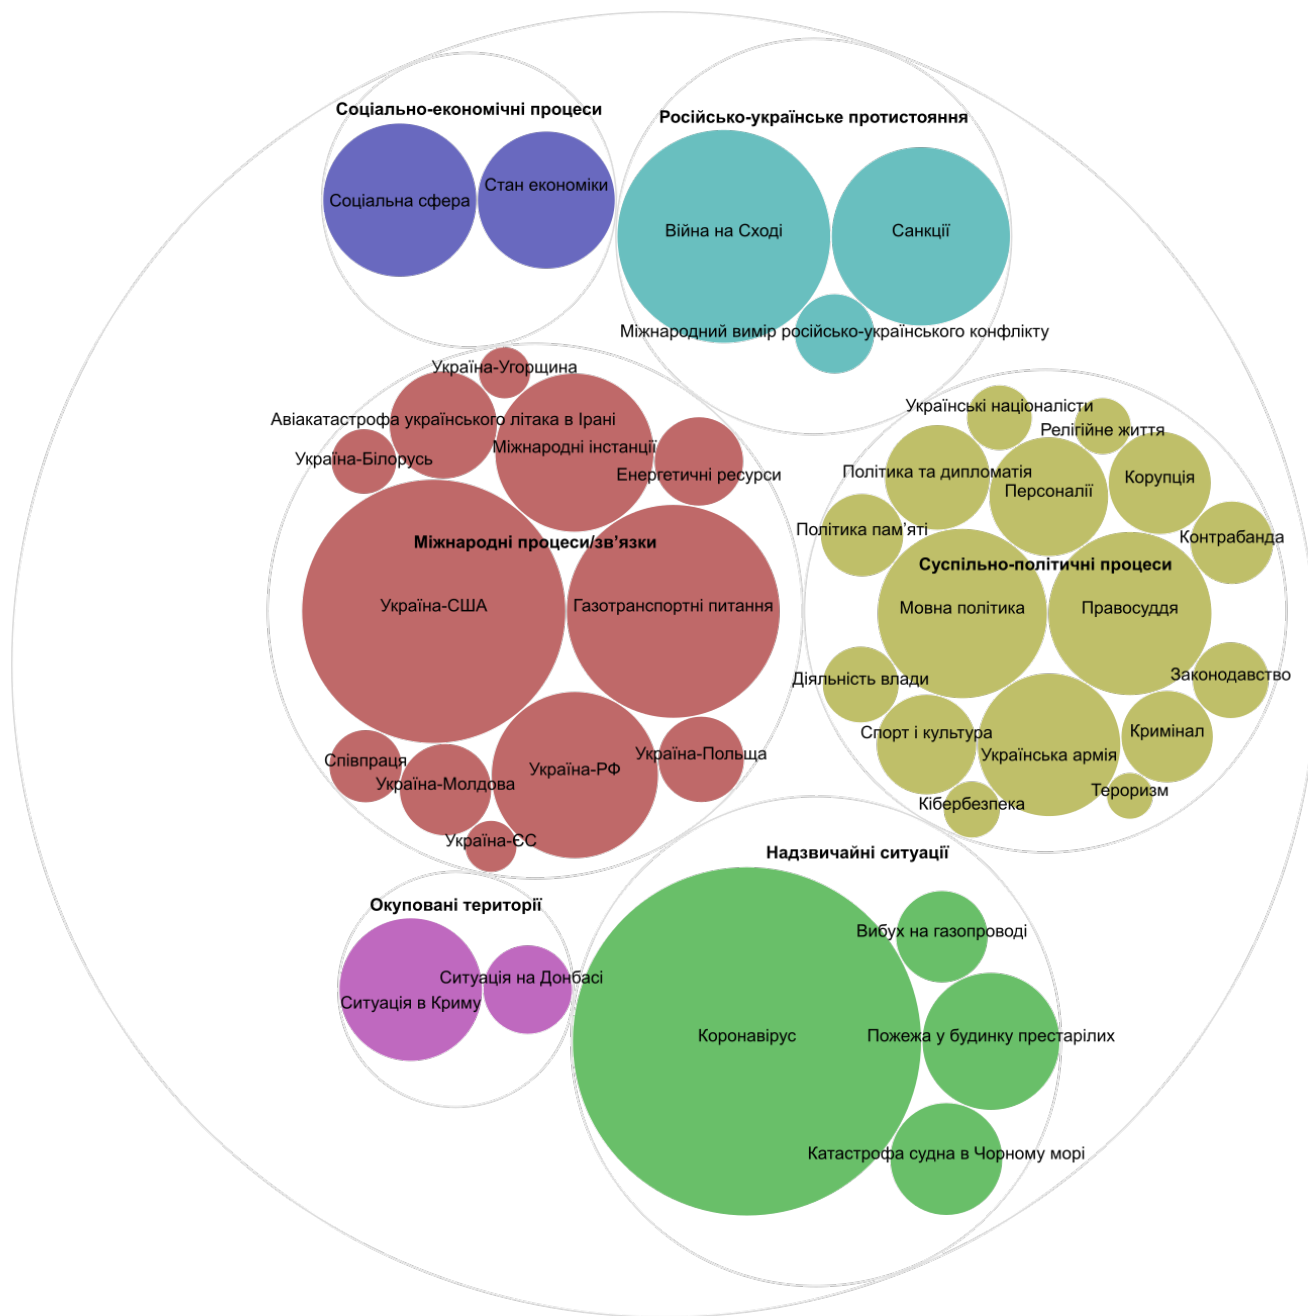 Соціально-економічні процеси
Соціальна сфера
Стан економіки
Російсько-українське протистояння
Війна на Сході
Санкції
Міжнародний вимір російсько-українського конфлікту
Україна-Угорщина
Авіакатастрофа українського літака в Ірані
Міжнародні інстанції
Україна-Білорусь
Енергетичні ресурси
Міжнародні процеси/зв’язки
Україна-США
Газотранспортні питання
Співпраця
Україна-Молдова
Україна-РФ
Україна-Польща
Україна-ЄС
Українські націоналісти
Релігійне життя
Політика та дипломатія
Персоналії
Корупція
Політика пам’яті
Контрабанда
Суспільно-політичні процеси
Мовна політика
Правосуддя
Діяльність влади
Законодавство
Спорт і культура
Українська армія
Кримінал
Кібербезпека
Тероризм
Надзвичайні ситуації
Окуповані території
Ситуація на Донбасі
Ситуація в Криму
Вибух на газопроводі
Коронавірус
Пожежа у будинку престарілих
Катастрофа судна в Чорному морі